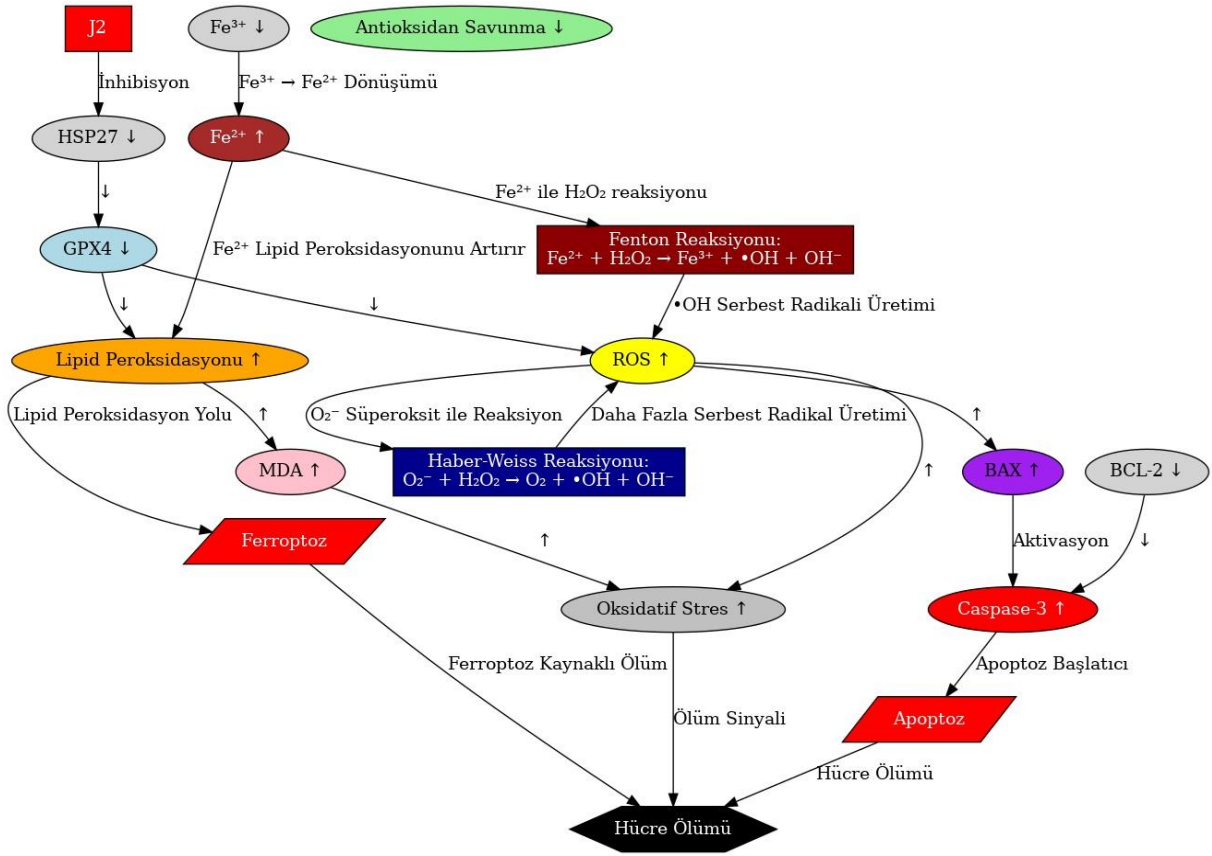 J2
Fe³⁺ ↓
Antioksidan Savunma ↓
İnhibisyon
Fe³⁺ → Fe²⁺ Dönüşümü
HSP27 ↓
Fe²⁺ ↑
↓
Fe²⁺ ile H₂O₂ reaksiyonu
GPX4 ↓
Fe²⁺ Lipid Peroksidasyonunu Artırır
Fenton Reaksiyonu:
Fe²⁺ + H₂O₂ → Fe³⁺ + •OH + OH⁻
↓
↓
•OH Serbest Radikali Üretimi
Lipid Peroksidasyonu ↑
ROS ↑
Lipid Peroksidasyon Yolu
↑
O₂⁻ Süperoksit ile Reaksiyon
Daha Fazla Serbest Radikal Üretimi
↑
MDA ↑
Haber-Weiss Reaksiyonu:
O₂⁻ + H₂O₂ → O₂ + •OH + OH⁻
↑
BAX ↑
BCL-2 ↓
Ferroptoz
↑
Aktivasyon
↓
Oksidatif Stres ↑
Caspase-3 ↑
Ferroptoz Kaynaklı Ölüm
Apoptoz Başlatıcı
Ölüm Sinyali
Apoptoz
Hücre Ölümü
Hücre Ölümü